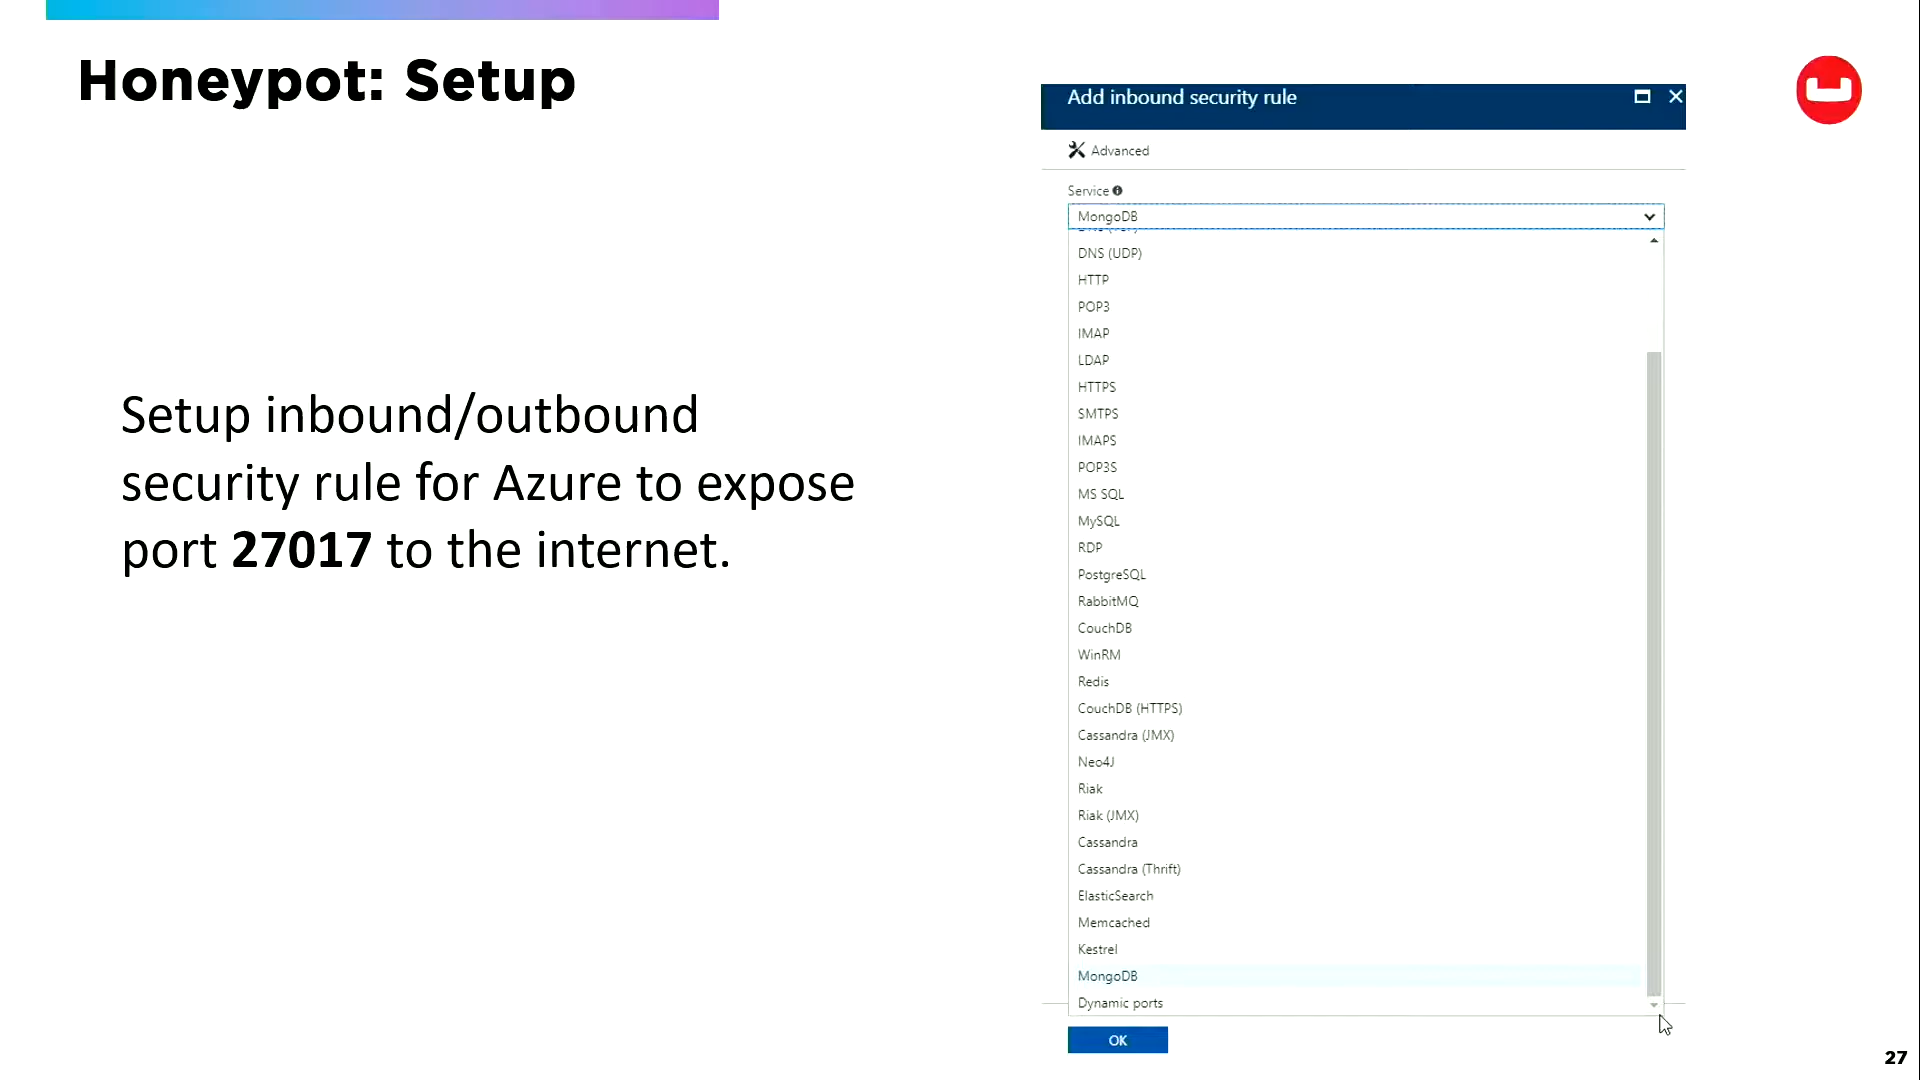 Honeypot: Setup
Setup inbound/outbound
security rule for Azure to expose
port 27017 to the internet.
Add inbound security rule
Advanced
Service
MongoDB
DNS (UDP)
HTTP
POP3
IMAP
LDAP
HTTPS
SMTPS
IMAPS
POP3S
MS SQL
MySQL
RDP
PostgreSQL
RabbitMQ
CouchDB
WinRM
Redis
CouchDB (HTTPS)
Cassandra (JMX)
Neo4J
Riak
Riak (JMX)
Cassandra
Cassandra (Thrift)
ElasticSearch
Memcached
Kestrel
MongoDB
Dynamic ports
OK
27